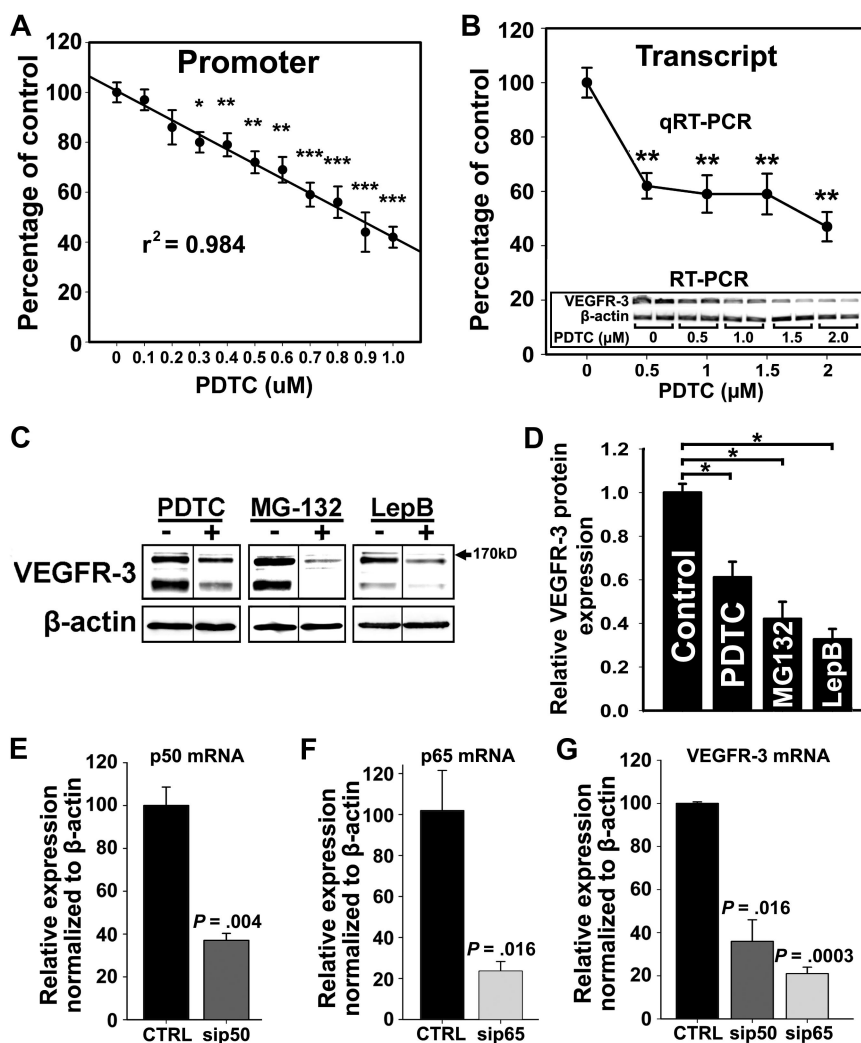 A
Promoter
Percentage of control
120
100
80
60
40
20
0
*
**
**
**
***
***
***
***
r² = 0.984
0 0.1 0.2 0.3 0.4 0.5 0.6 0.7 0.8 0.9 1.0
PDTC (uM)
B
Transcript
Percentage of control
120
100
80
60
40
20
0
qRT-PCR
** ** ** **
RT-PCR
VEGFR-3
β-actin
PDTC (µM) 0 0.5 1.0 1.5 2.0
0 0.5 1 1.5 2
PDTC (µM)
C
PDTC MG-132 LepB
- + - + - +
VEGFR-3
170kD
β-actin
D
Relative VEGFR-3 protein
expression
1.2
1.0
0.8
0.6
0.4
0.2
0.0
*
*
*
Control
PDTC
MG132
LepB
E
p50 mRNA
Relative expression
normalized to β-actin
120
100
80
60
40
20
0
P = .004
CTRL sip50
F
p65 mRNA
Relative expression
normalized to β-actin
120
100
80
60
40
20
0
P = .016
CTRL sip65
G
VEGFR-3 mRNA
Relative expression
normalized to β-actin
120
100
80
60
40
20
0
P = .016
P = .0003
CTRL sip50 sip65